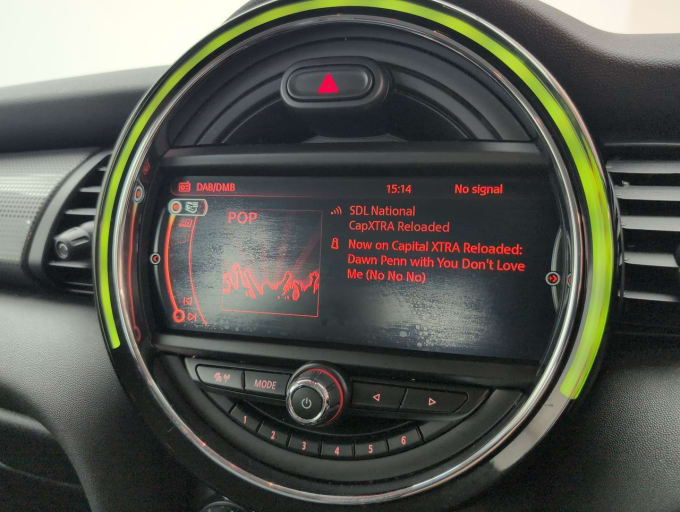 DAB/DMB 15:14 No signal
POP
SDL National
CapXTRA Reloaded
Now on Capital XTRA Reloaded:
Dawn Penn with You Don't Love
Me (No No No)
MODE
1 2 3 4 5 6